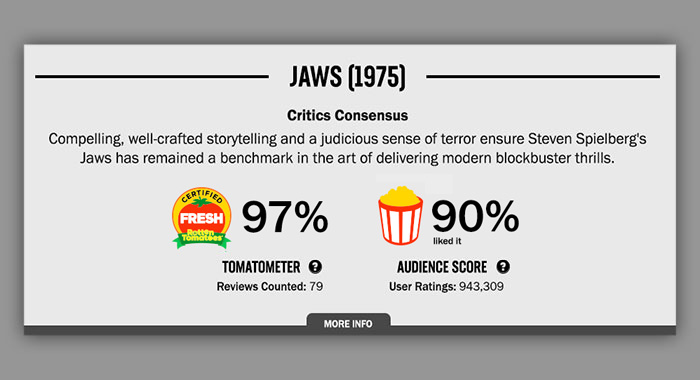 JAWS (1975)
Critics Consensus
Compelling, well-crafted storytelling and a judicious sense of terror ensure Steven Spielberg's
Jaws has remained a benchmark in the art of delivering modern blockbuster thrills.
CERTIFIED
FRESH
Rotten
Tomatoes
97%
90%
liked it
TOMATOMETER ?
Reviews Counted: 79
AUDIENCE SCORE ?
User Ratings: 943,309
MORE INFO